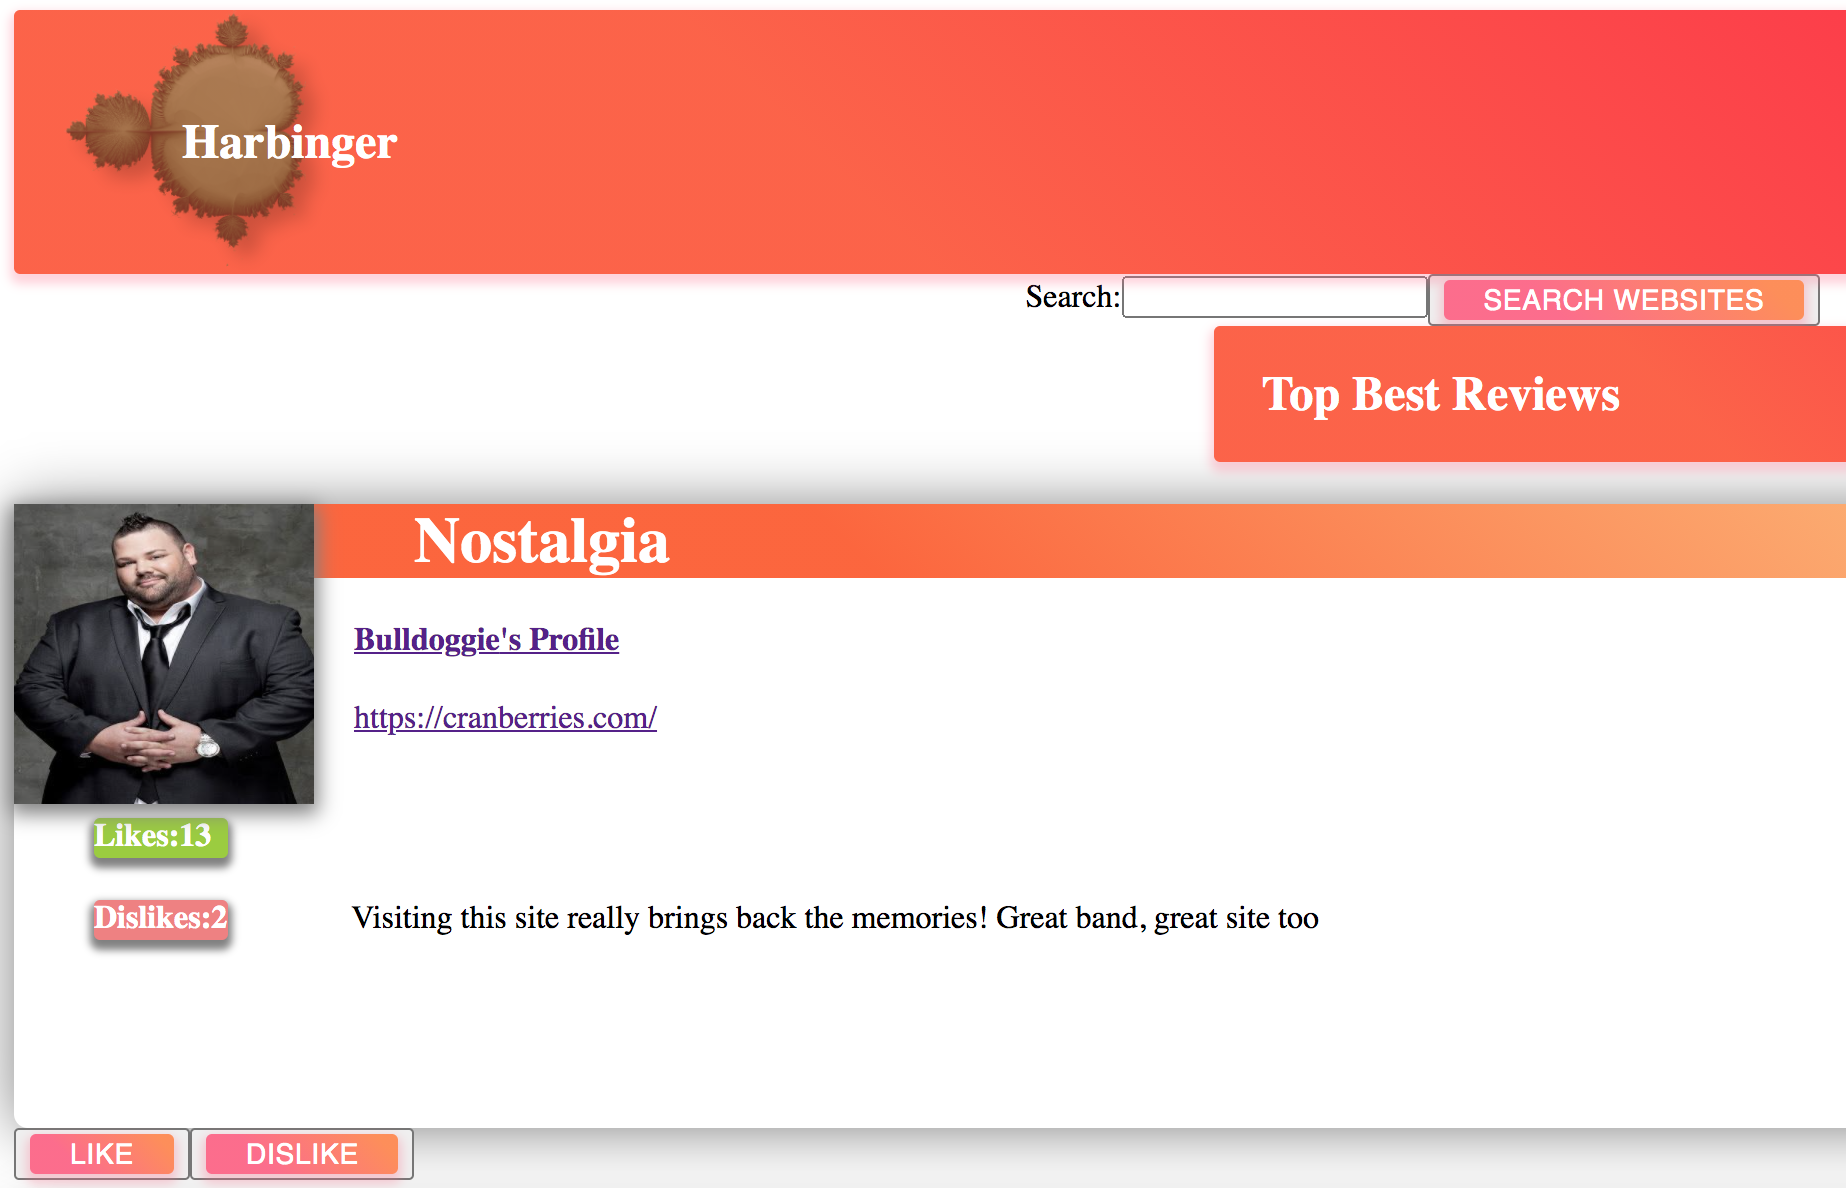 Harbinger
Search:
SEARCH WEBSITES
Top Best Reviews
Nostalgia
Bulldoggie's Profile
https://cranberries.com/
Likes:13
Dislikes:2
Visiting this site really brings back the memories! Great band, great site too
LIKE
DISLIKE